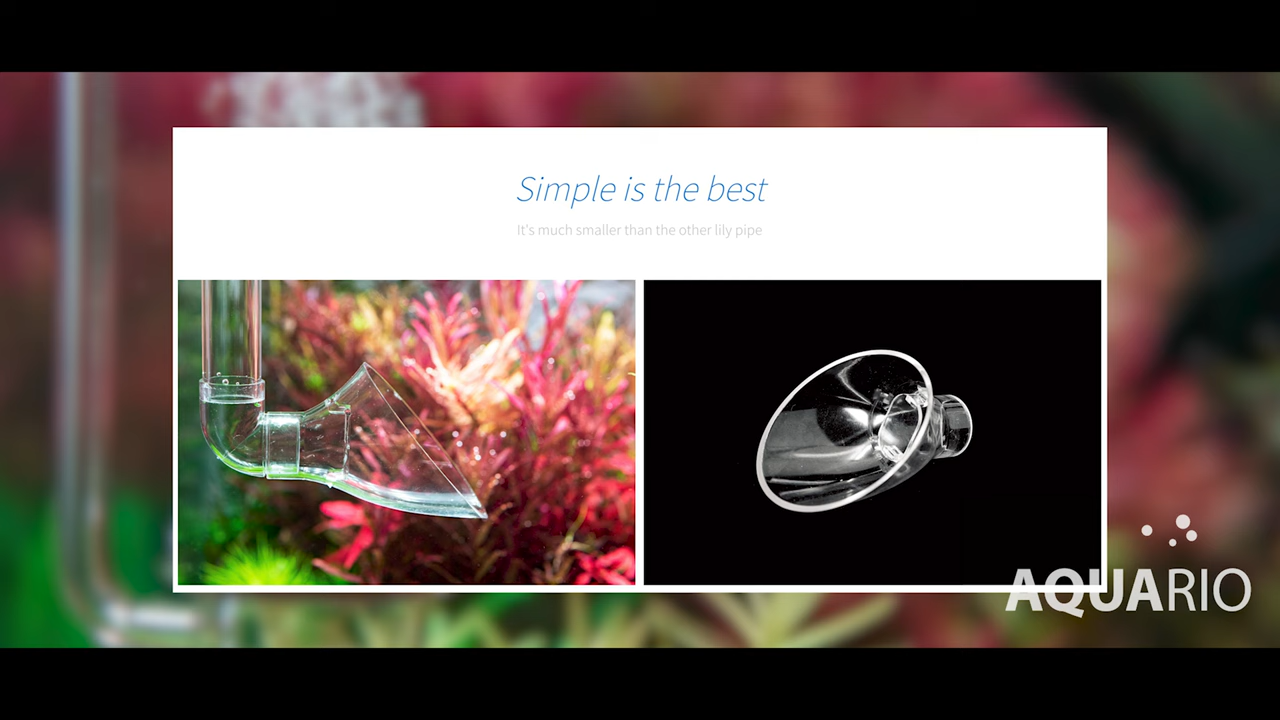 Simple is the best
It's much smaller than the other lily pipe
AQUARIO